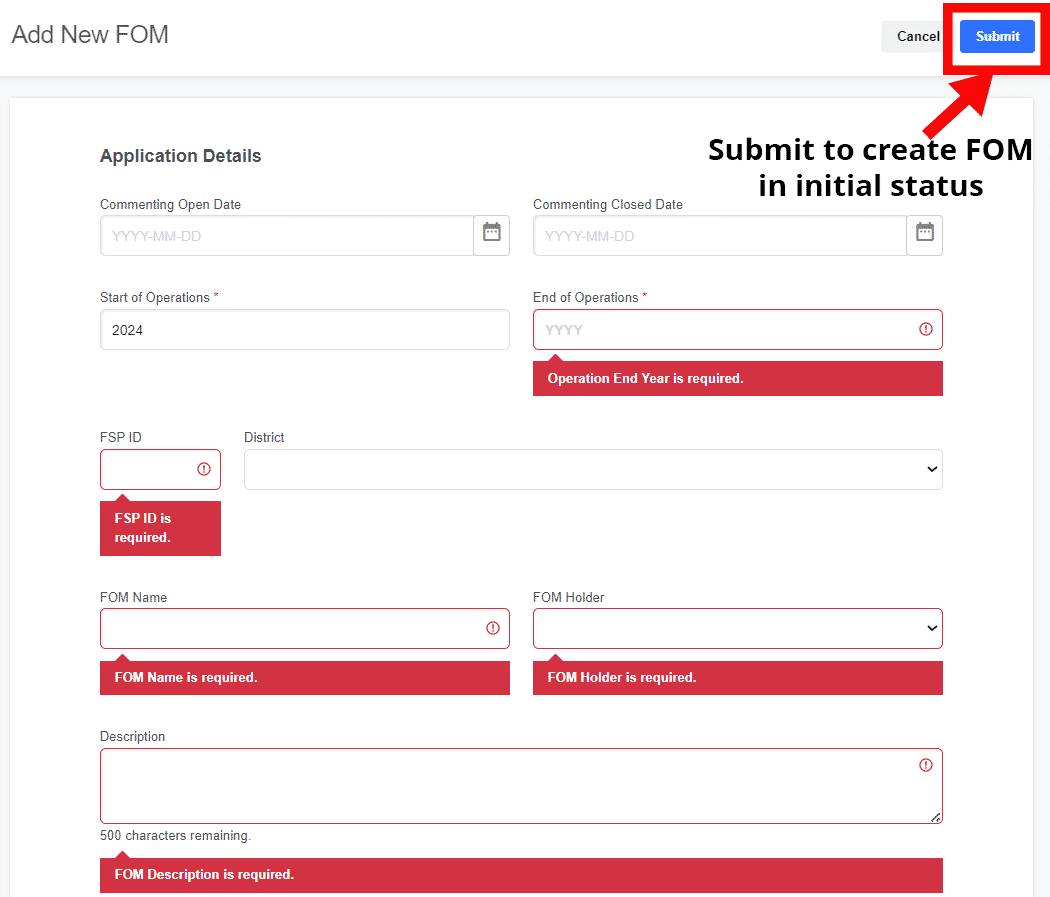 Add New FOM
Cancel
Submit
Submit to create FOM
in initial status
Application Details
Commenting Open Date
Commenting Closed Date
YYYY-MM-DD
YYYY-MM-DD
Start of Operations *
End of Operations *
2024
YYYY
Operation End Year is required.
FSP ID
District
FSP ID is
required.
FOM Name
FOM Holder
FOM Name is required.
FOM Holder is required.
Description
500 characters remaining.
FOM Description is required.